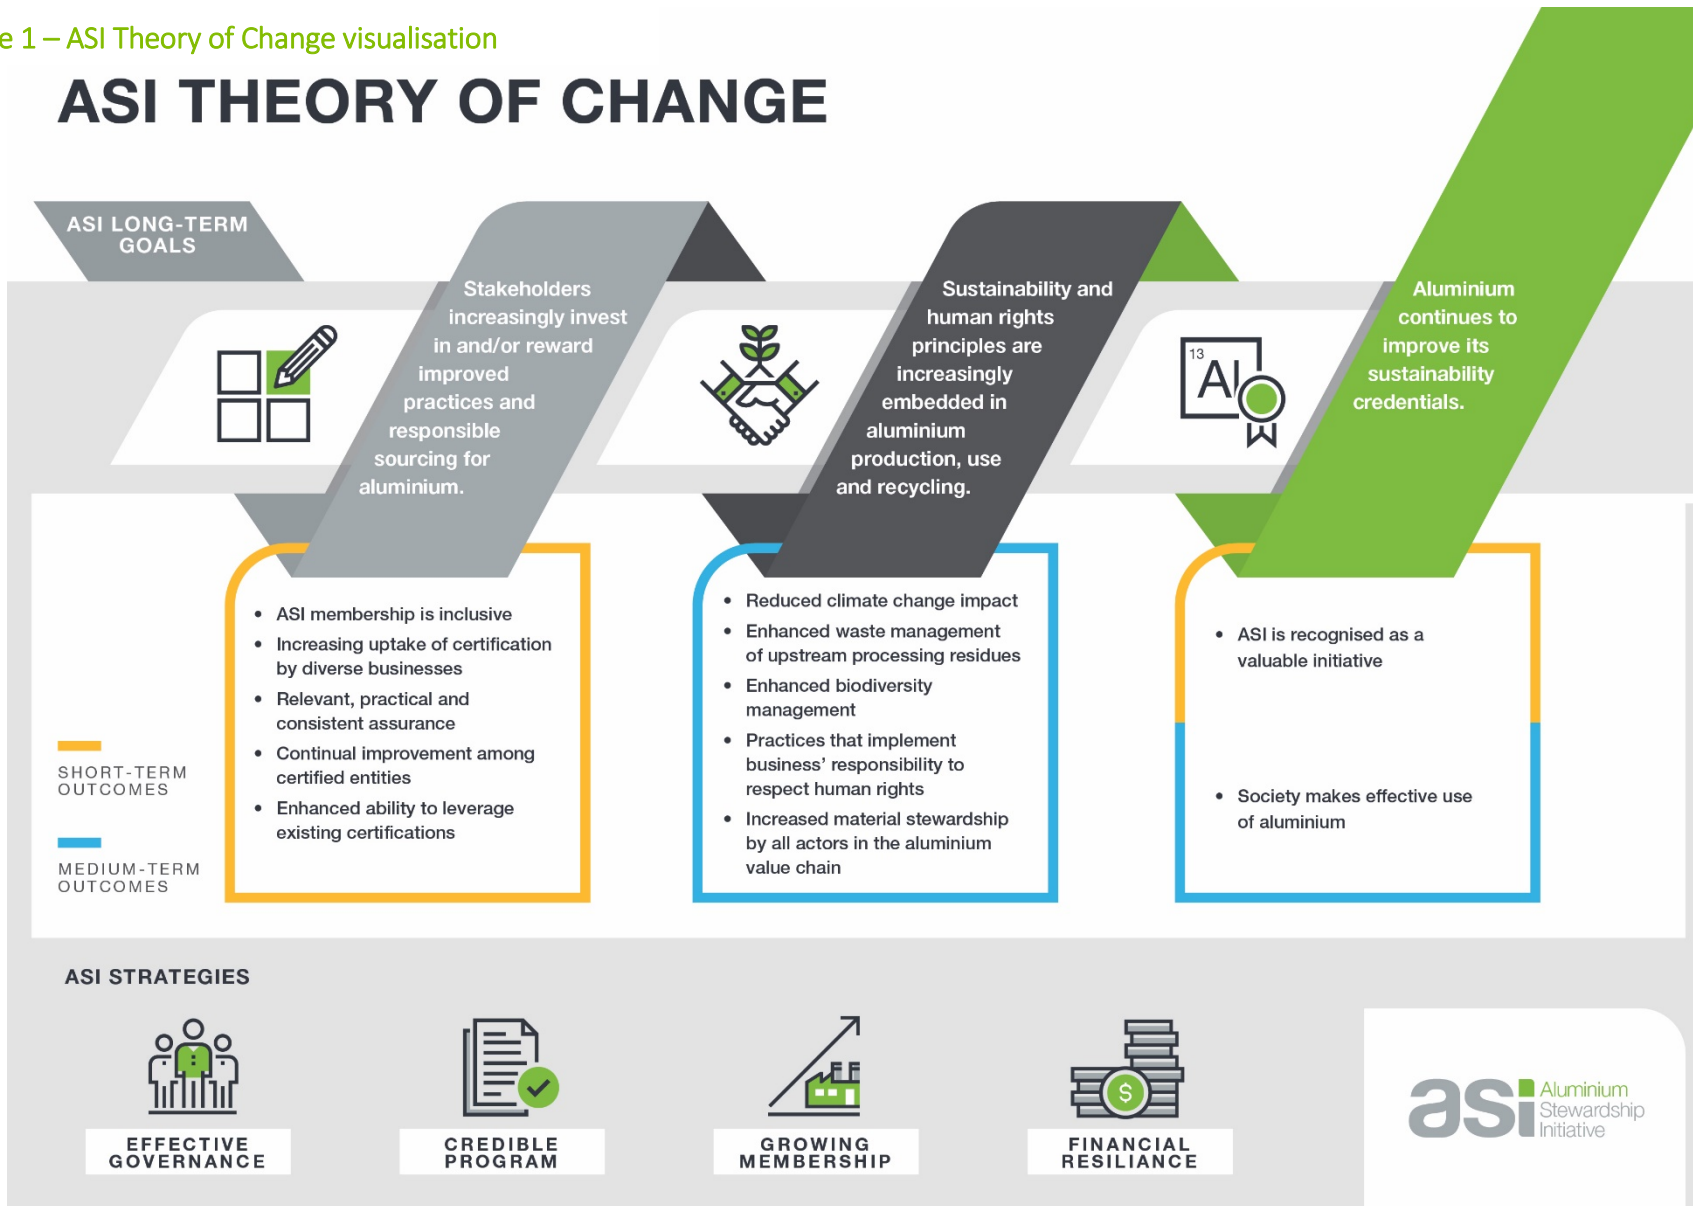 e 1 – ASI Theory of Change visualisation
ASI THEORY OF CHANGE
ASI LONG-TERM
GOALS
Stakeholders
increasingly invest
in and/or reward
improved
practices and
responsible
sourcing for
aluminium.
Sustainability and
human rights
principles are
increasingly
embedded in
aluminium
production, use
and recycling.
13
Al
Aluminium
continues to
improve its
sustainability
credentials.
SHORT-TERM
OUTCOMES
MEDIUM-TERM
OUTCOMES
• ASI membership is inclusive
• Increasing uptake of certification
by diverse businesses
• Relevant, practical and
consistent assurance
• Continual improvement among
certified entities
• Enhanced ability to leverage
existing certifications
• Reduced climate change impact
• Enhanced waste management
of upstream processing residues
• Enhanced biodiversity
management
• Practices that implement
business’ responsibility to
respect human rights
• Increased material stewardship
by all actors in the aluminium
value chain
• ASI is recognised as a
valuable initiative
• Society makes effective use
of aluminium
ASI STRATEGIES
EFFECTIVE
GOVERNANCE
CREDIBLE
PROGRAM
GROWING
MEMBERSHIP
$
FINANCIAL
RESILIANCE
asi
Aluminium
Stewardship
Initiative